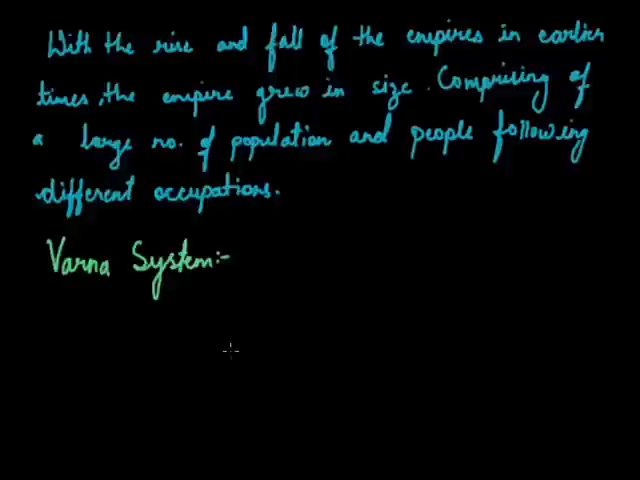 With the rise and fall of the empires in earlier
times, the empire grew in size. Comprising of
a large no. of population and people following
different occupations.
Varna System:-